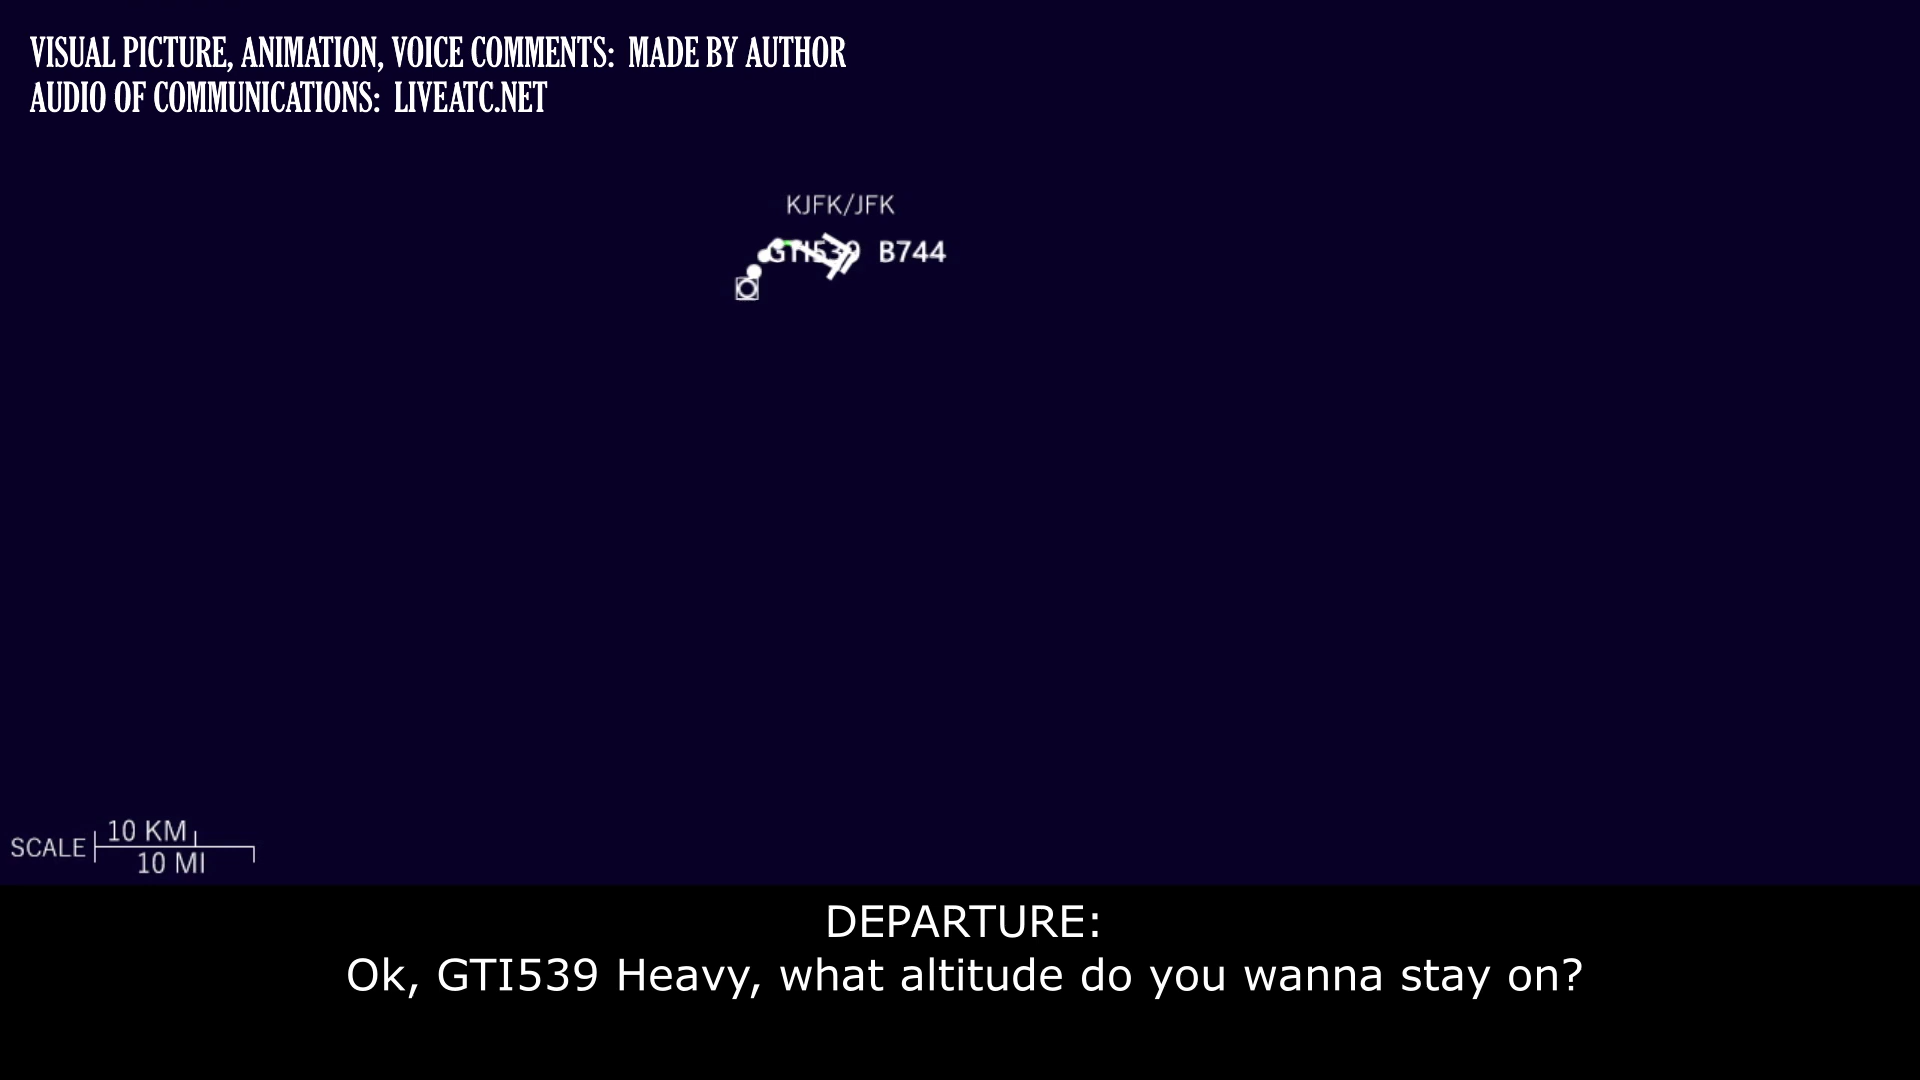 VISUAL PICTURE, ANIMATION, VOICE COMMENTS: MADE BY AUTHOR
AUDIO OF COMMUNICATIONS: LIVEATC.NET
KJFK/JFK
GTI539 B744
SCALE 10 KM
10 MI
DEPARTURE:
Ok, GTI539 Heavy, what altitude do you wanna stay on?